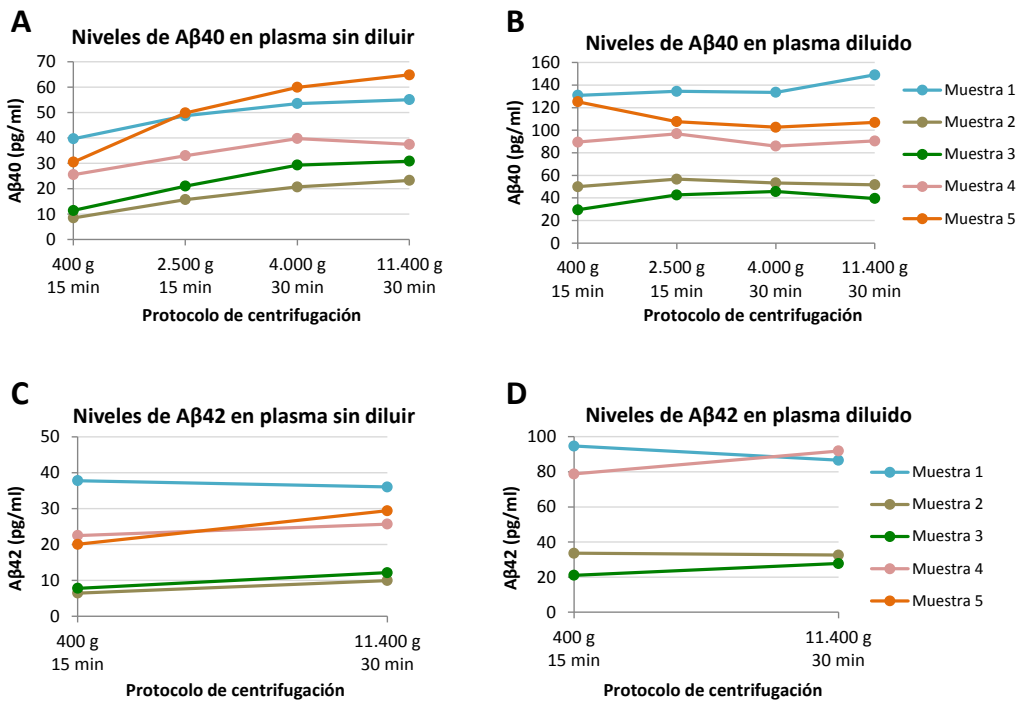 A
Niveles de Aβ40 en plasma sin diluir
Aβ40 (pg/ml)
70
60
50
40
30
20
10
0
400 g 2.500 g 4.000 g 11.400 g
15 min 15 min 30 min 30 min
Protocolo de centrifugación
B
Niveles de Aβ40 en plasma diluido
Aβ40 (pg/ml)
160
140
120
100
80
60
40
20
0
400 g 2.500 g 4.000 g 11.400 g
15 min 15 min 30 min 30 min
Protocolo de centrifugación
Muestra 1
Muestra 2
Muestra 3
Muestra 4
Muestra 5
C
Niveles de Aβ42 en plasma sin diluir
Aβ42 (pg/ml)
50
40
30
20
10
0
400 g 11.400 g
15 min 30 min
Protocolo de centrifugación
D
Niveles de Aβ42 en plasma diluido
Aβ42 (pg/ml)
100
80
60
40
20
0
400 g 11.400 g
15 min 30 min
Protocolo de centrifugación
Muestra 1
Muestra 2
Muestra 3
Muestra 4
Muestra 5